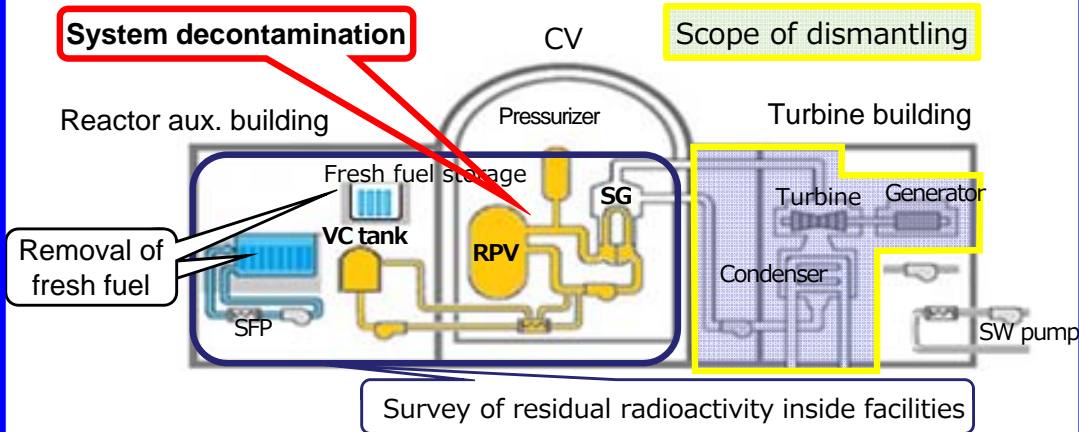 System decontamination
CV
Scope of dismantling
Reactor aux. building
Pressurizer
Turbine building
Fresh fuel storage
SG
Turbine
Generator
Removal of
fresh fuel
VC tank
RPV
Condenser
SFP
SW pump
Survey of residual radioactivity inside facilities